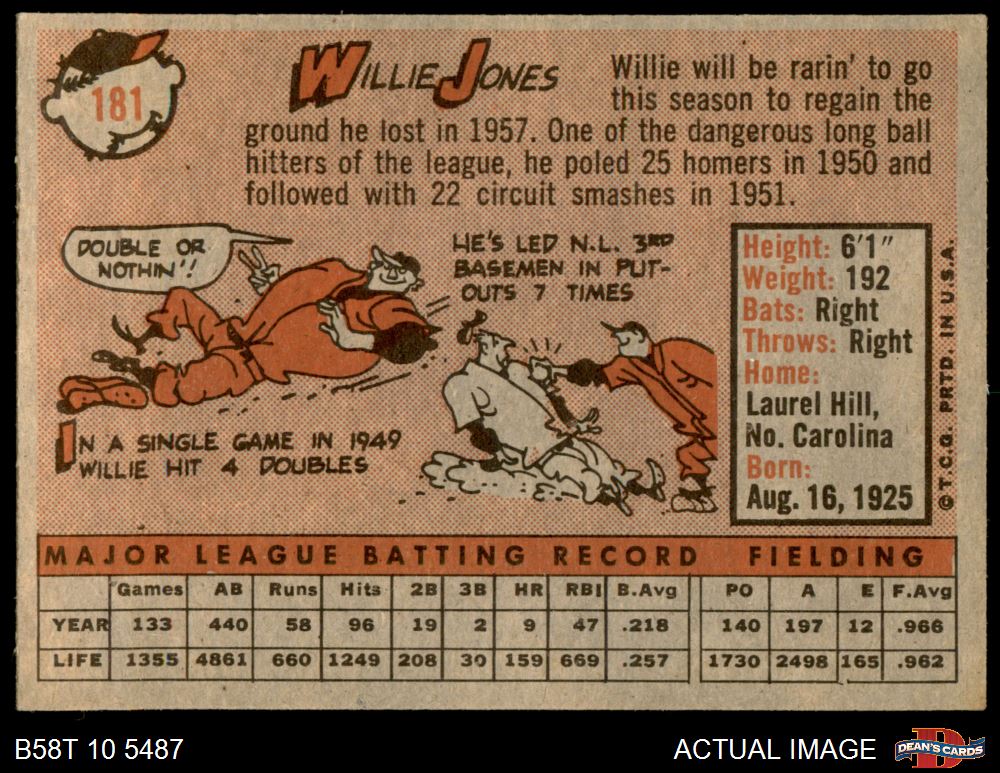 181
WILLIE JONES
Willie will be rarin' to go
this season to regain the
ground he lost in 1957. One of the dangerous long ball
hitters of the league, he poled 25 homers in 1950 and
followed with 22 circuit smashes in 1951.
DOUBLE OR
NOTHIN'!
IN A SINGLE GAME IN 1949
WILLIE HIT 4 DOUBLES
HE'S LED N.L. 3RD
BASEMEN IN PUT-
OUTS 7 TIMES
Height: 6'1"
Weight: 192
Bats: Right
Throws: Right
Home:
Laurel Hill,
No. Carolina
Born:
Aug. 16, 1925
© T.C.G. PRTD. IN U.S.A.
MAJOR LEAGUE BATTING RECORD FIELDING
Games AB Runs Hits 2B 3B HR RBI B.Avg PO A E F.Avg
YEAR 133 440 58 96 19 2 9 47 .218 140 197 12 .966
LIFE 1355 4861 660 1249 208 30 159 669 .257 1730 2498 165 .962
B58T 10 5487
ACTUAL IMAGE
DEAN'S CARDS